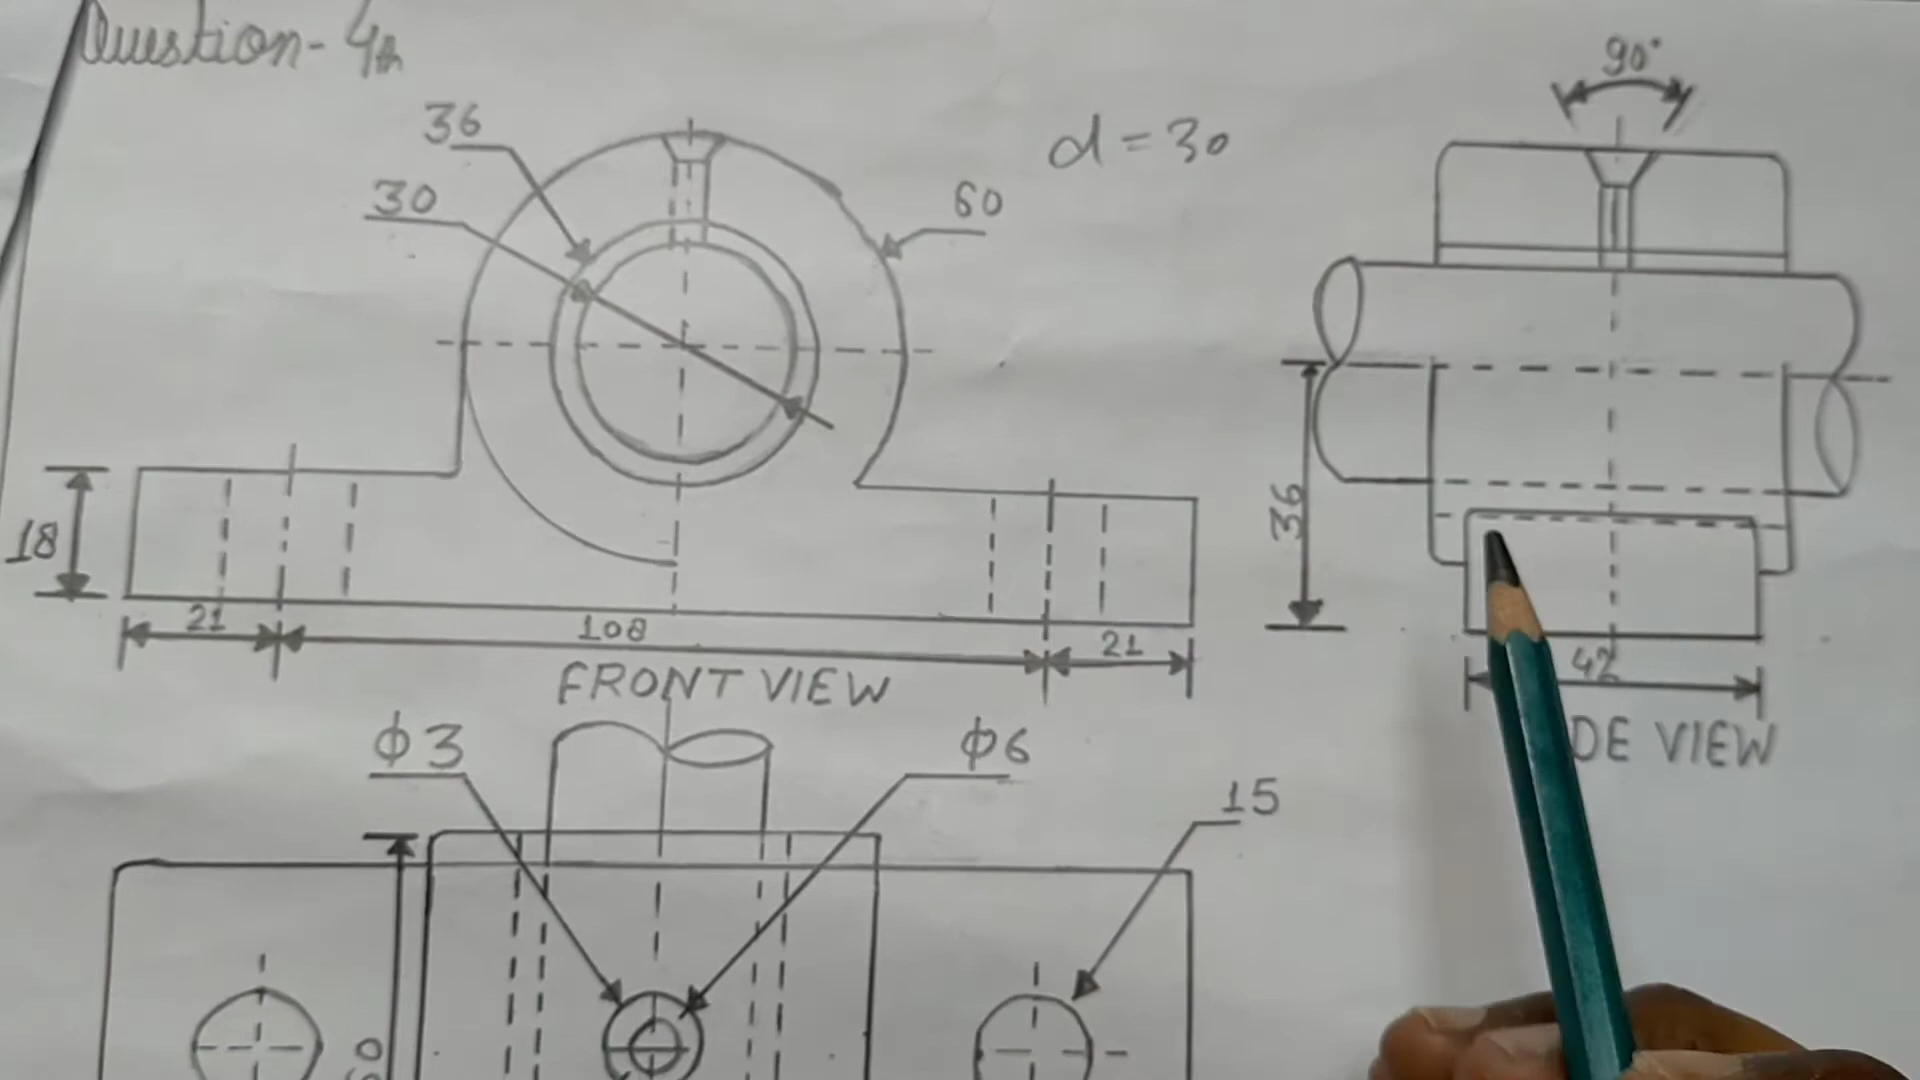 Question-4th
90°
36
d=30
30
60
18
36
21
108
21
FRONT VIEW
42
DE VIEW
φ3
φ6
15